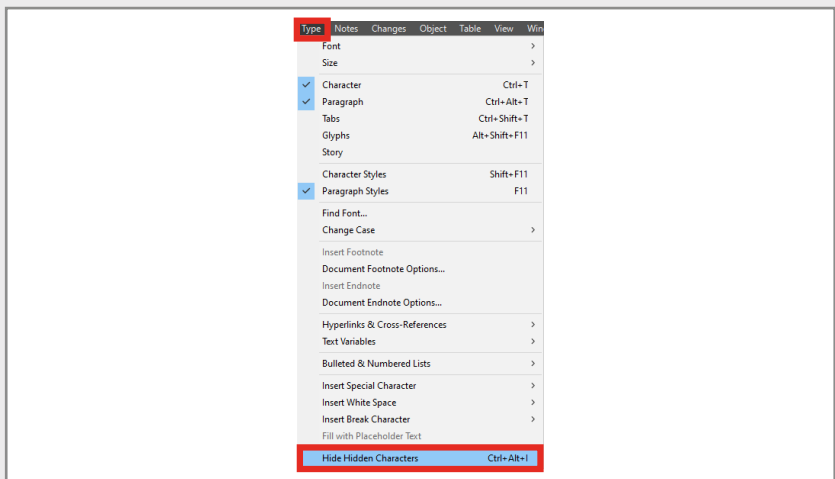 Type Notes Changes Object Table View
Font
Size
Character Ctrl+T
Paragraph Ctrl+Alt+T
Tabs Ctrl+Shift+T
Glyphs Alt+Shift+F11
Story
Character Styles Shift+F11
Paragraph Styles F11
Find Font...
Change Case
Insert Footnote
Document Footnote Options...
Insert Endnote
Document Endnote Options...
Hyperlinks & Cross-References
Text Variables
Bulleted & Numbered Lists
Insert Special Character
Insert White Space
Insert Break Character
Fill with Placeholder Text
Hide Hidden Characters Ctrl+Alt+I